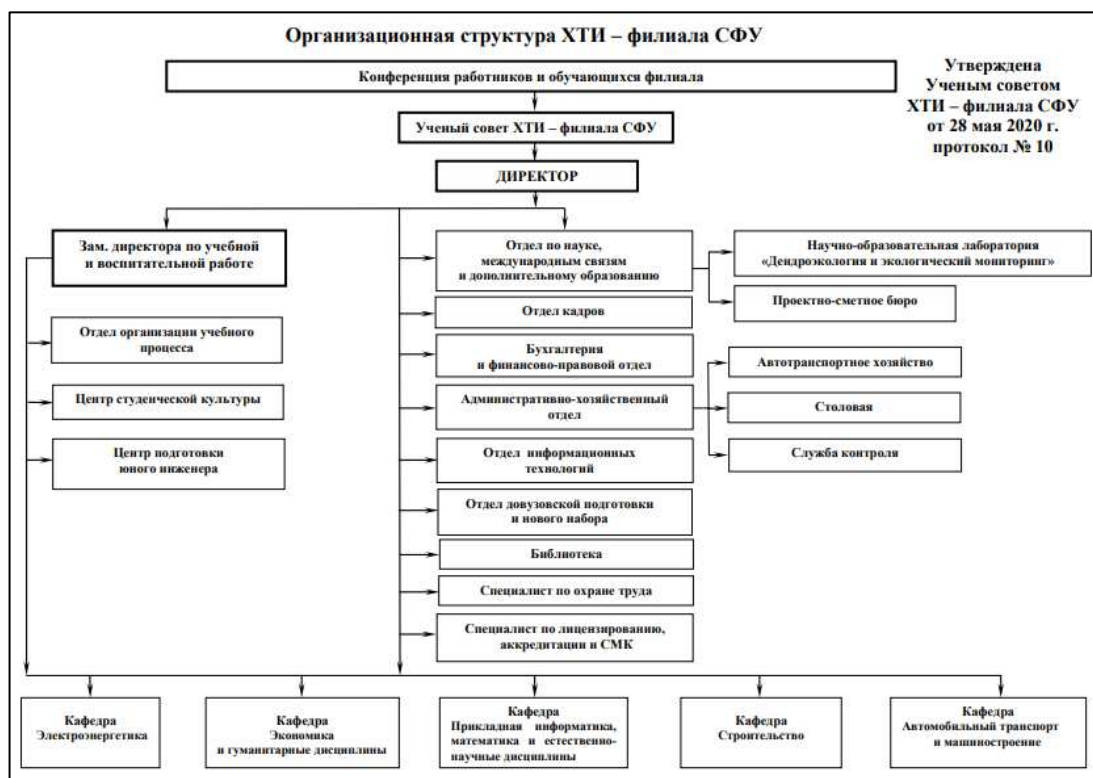 Организационная структура ХТИ – филиала СФУ
Конференция работников и обучающихся филиала
Утверждена
Ученым советом
ХТИ – филиала СФУ
от 28 мая 2020 г.
протокол № 10
Ученый совет ХТИ – филиала СФУ
ДИРЕКТОР
Зам. директора по учебной
и воспитательной работе
Отдел организации учебного
процесса
Центр студенческой культуры
Центр подготовки
юного инженера
Отдел по науке,
международным связям
и дополнительному образованию
Отдел кадров
Бухгалтерия
и финансово-правовой отдел
Административно-хозяйственный
отдел
Отдел информационных
технологий
Отдел довузовской подготовки
и нового набора
Библиотека
Специалист по охране труда
Специалист по лицензированию,
аккредитации и СМК
Научно-образовательная лаборатория
«Дендроэкология и экологический мониторинг»
Проектно-сметное бюро
Автотранспортное хозяйство
Столовая
Служба контроля
Кафедра
Электроэнергетика
Кафедра
Экономика
и гуманитарные дисциплины
Кафедра
Прикладная информатика,
математика и естественно-
научные дисциплины
Кафедра
Строительство
Кафедра
Автомобильный транспорт
и машиностроение